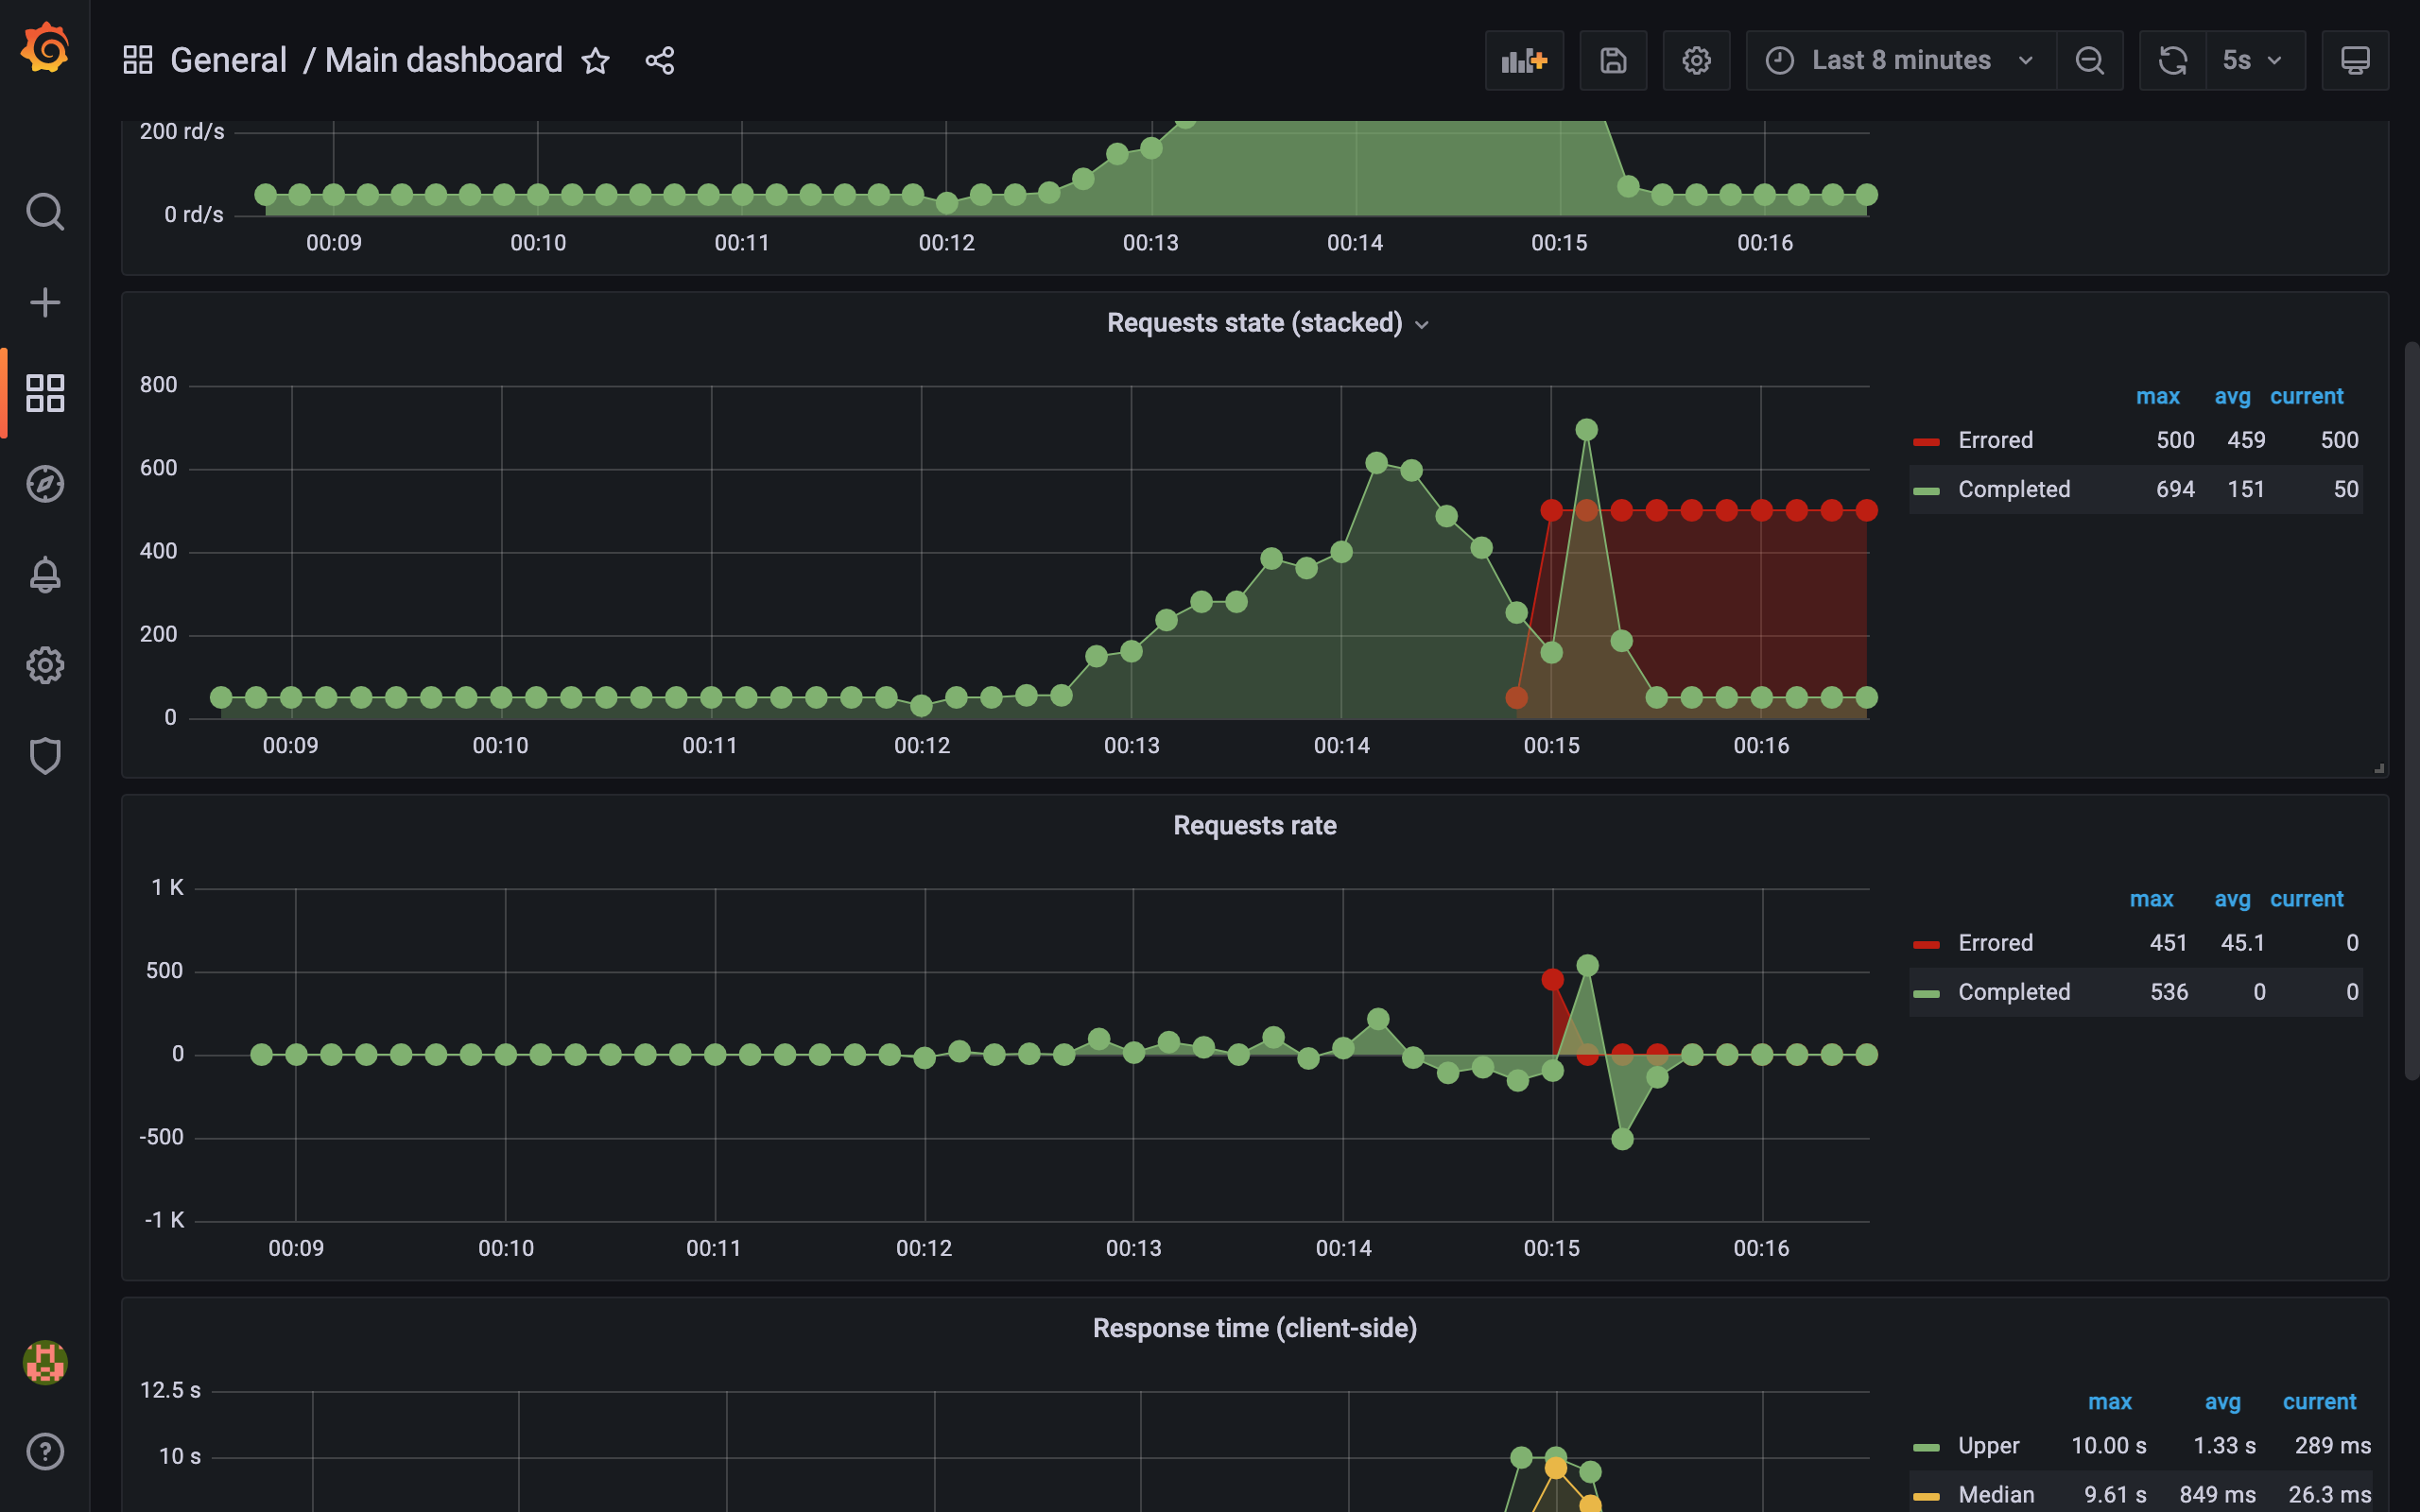 General / Main dashboard
Last 8 minutes
5s
200 rd/s
0 rd/s
00:09 00:10 00:11 00:12 00:13 00:14 00:15 00:16
Requests state (stacked)
800
600
400
200
0
00:09 00:10 00:11 00:12 00:13 00:14 00:15 00:16
max avg current
Errored 500 459 500
Completed 694 151 50
Requests rate
1 K
500
0
-500
-1 K
00:09 00:10 00:11 00:12 00:13 00:14 00:15 00:16
max avg current
Errored 451 45.1 0
Completed 536 0 0
Response time (client-side)
12.5 s
10 s
max avg current
Upper 10.00 s 1.33 s 289 ms
Median 9.61 s 849 ms 26.3 ms